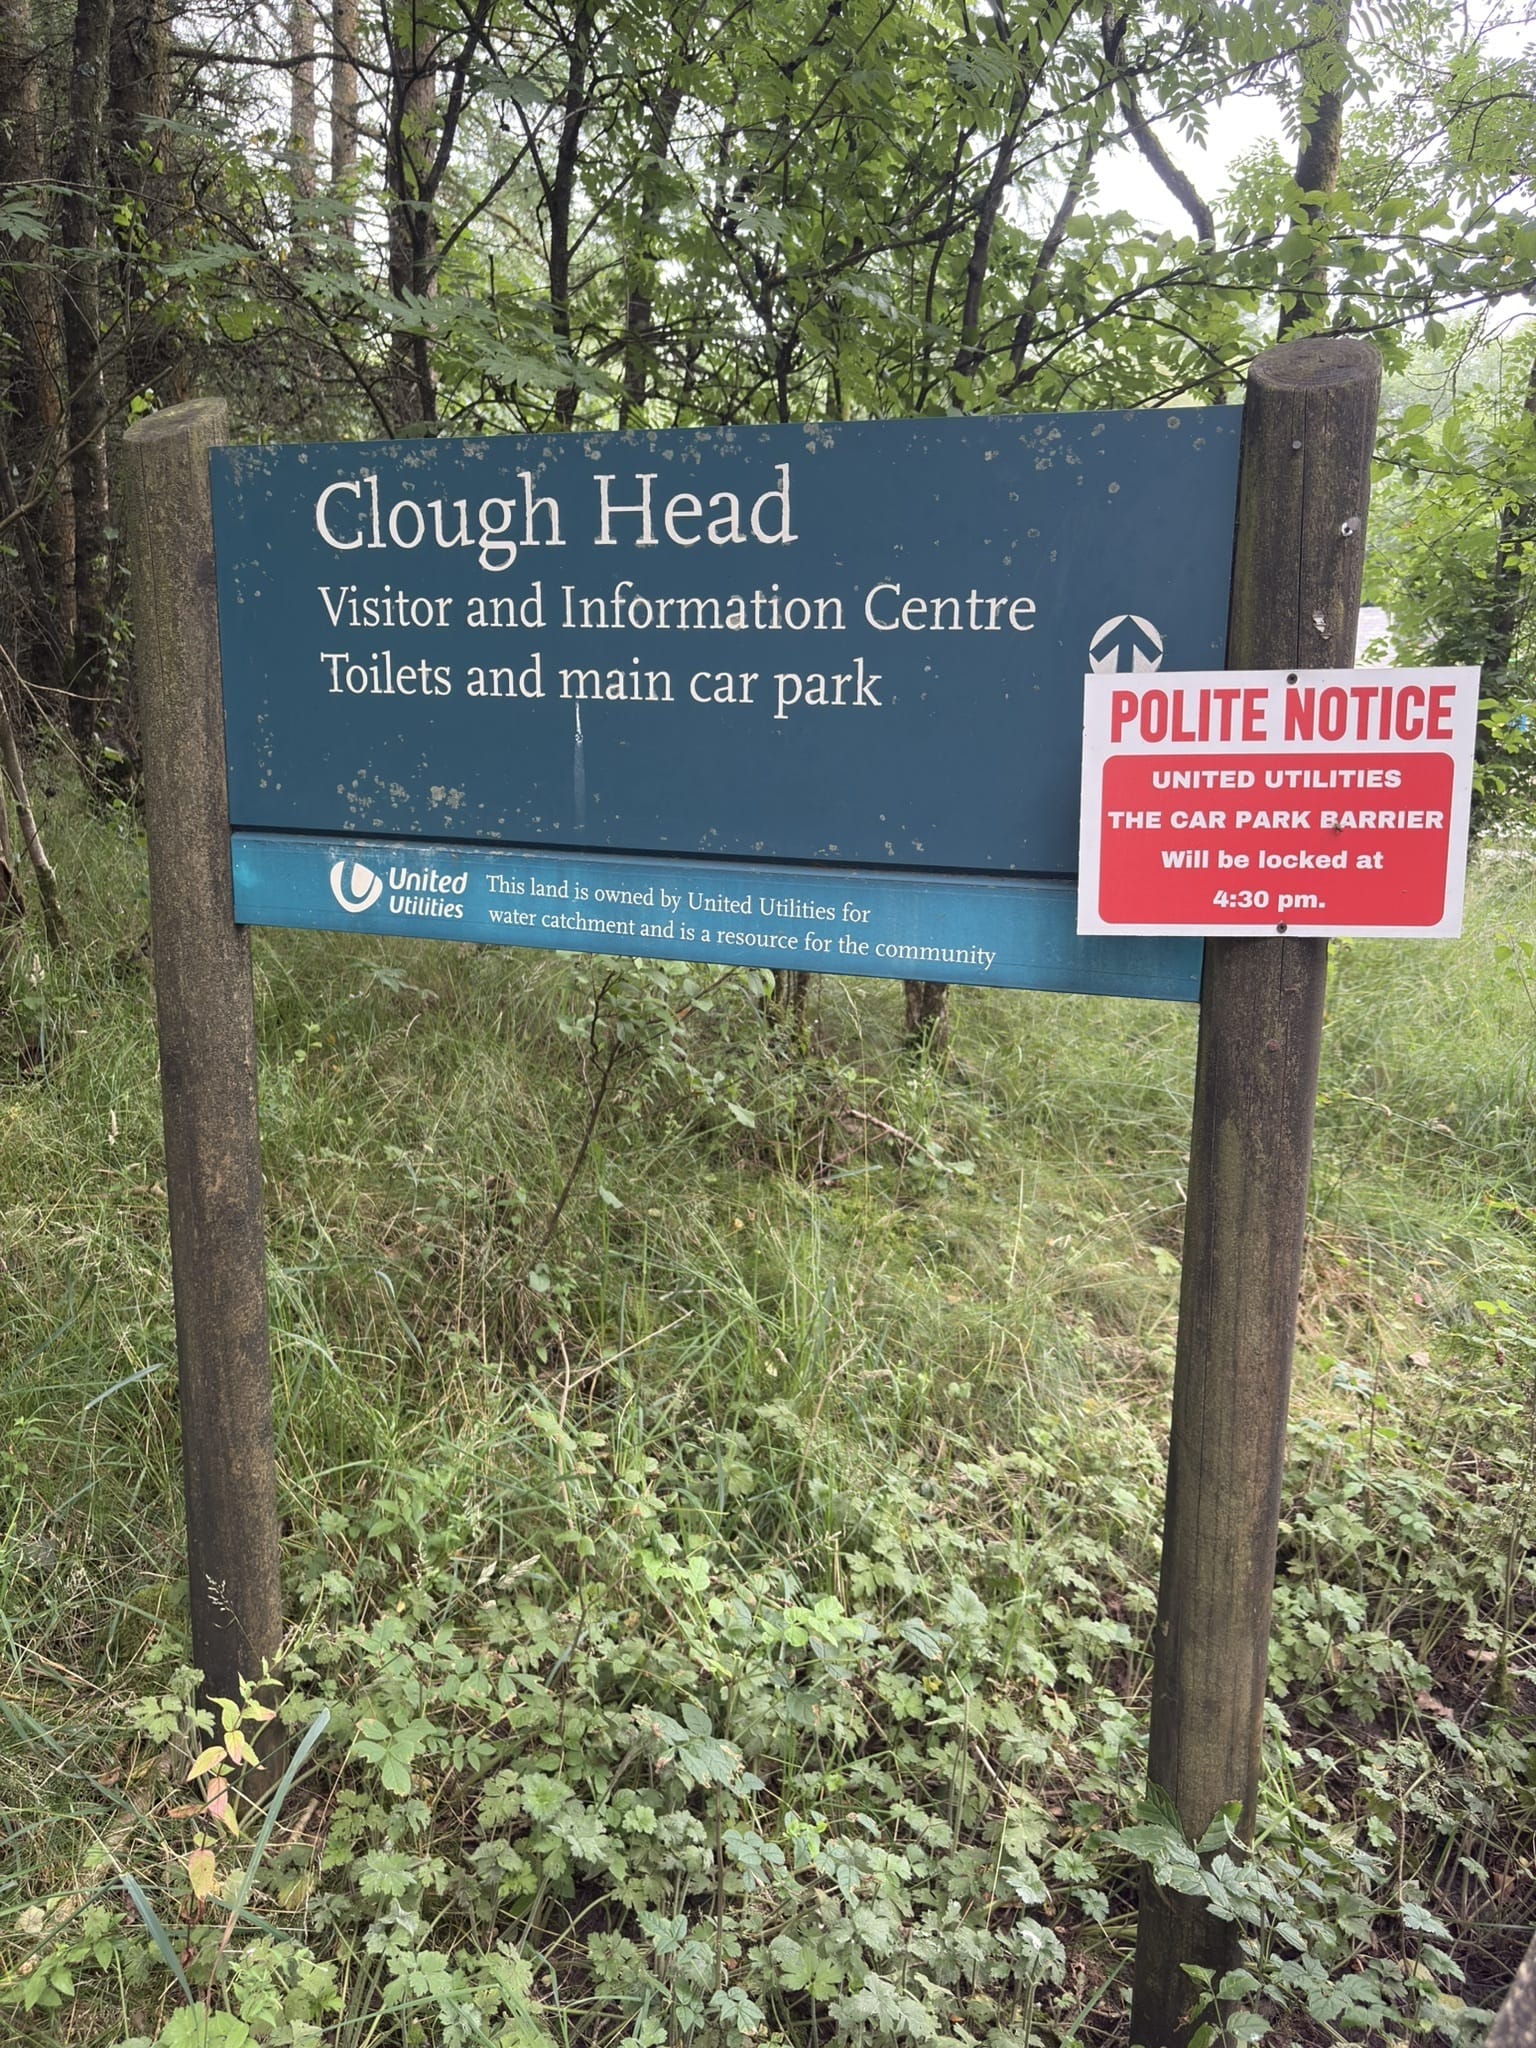 Clough Head
Visitor and Information Centre
Toilets and main car park
United
Utilities
This land is owned by United Utilities for
water catchment and is a resource for the community
POLITE NOTICE
UNITED UTILITIES
THE CAR PARK BARRIER
Will be locked at
4:30 pm.